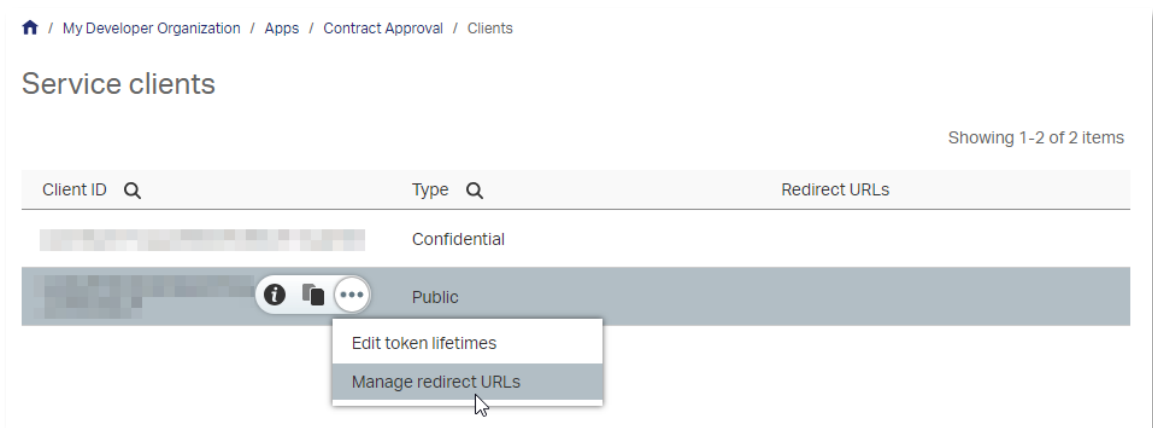 / My Developer Organization / Apps / Contract Approval / Clients
Service clients
Showing 1-2 of 2 items
Client ID Type Redirect URLs
Confidential
Public
Edit token lifetimes
Manage redirect URLs